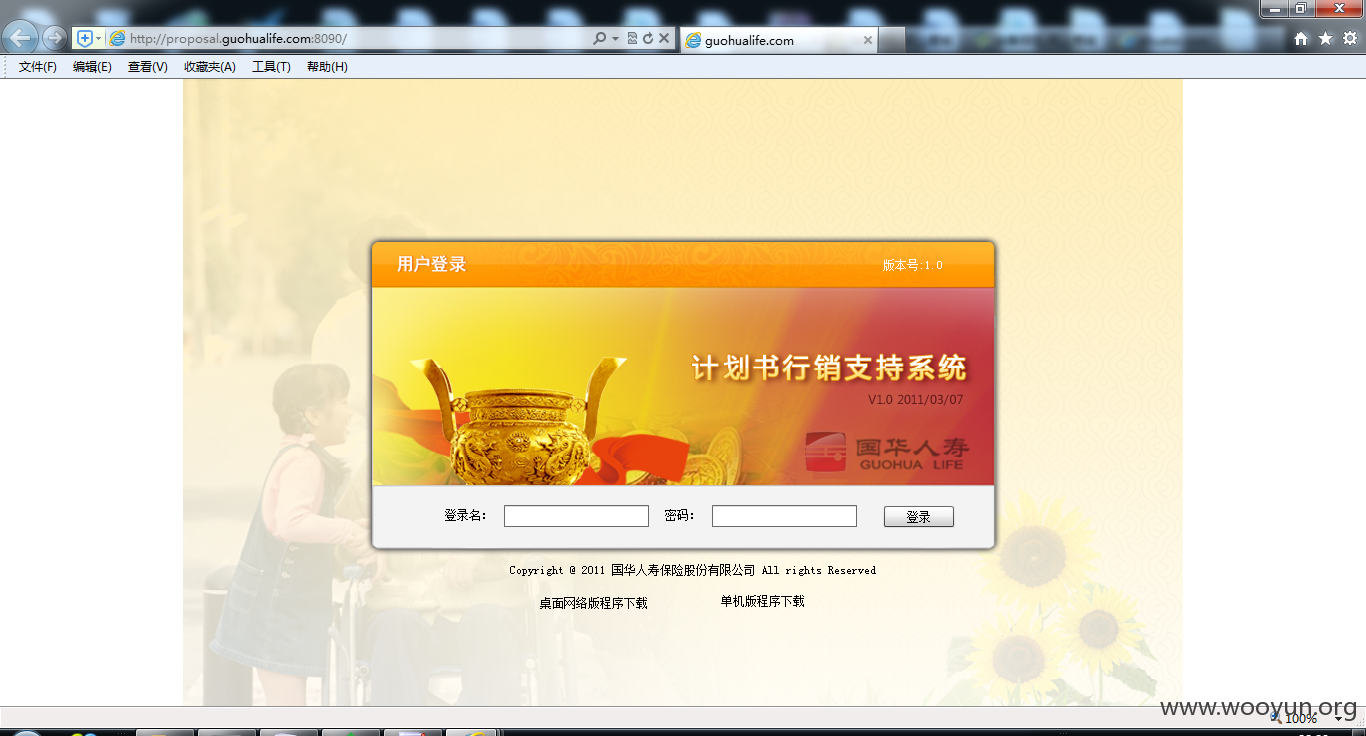 http://proposal.guohualife.com:8090/
guohualife.com
文件(F) 编辑(E) 查看(V) 收藏夹(A) 工具(T) 帮助(H)
用户登录 版本号:1.0
计划书行销支持系统
V1.0 2011/03/07
国华人寿
GUOHUA LIFE
登录名： 密码： 登录
Copyright @ 2011 国华人寿保险股份有限公司 All rights Reserved
桌面网络版程序下载 单机版程序下载
www.wooyun.org
100%